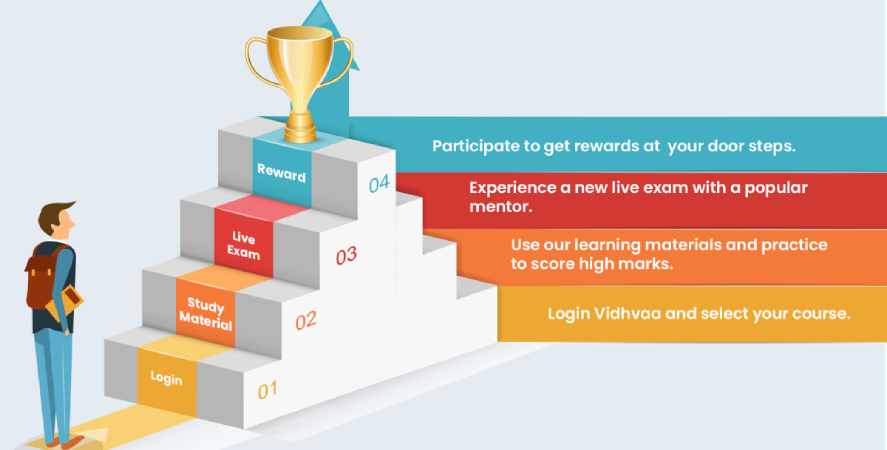 Participate to get rewards at  your door steps.
Reward
04
Experience a new live exam with a popular
mentor.
Live
Exam
03
Use our learning materials and practice
to score high marks.
Study
Material
02
Login Vidhvaa and select your course.
Login
01